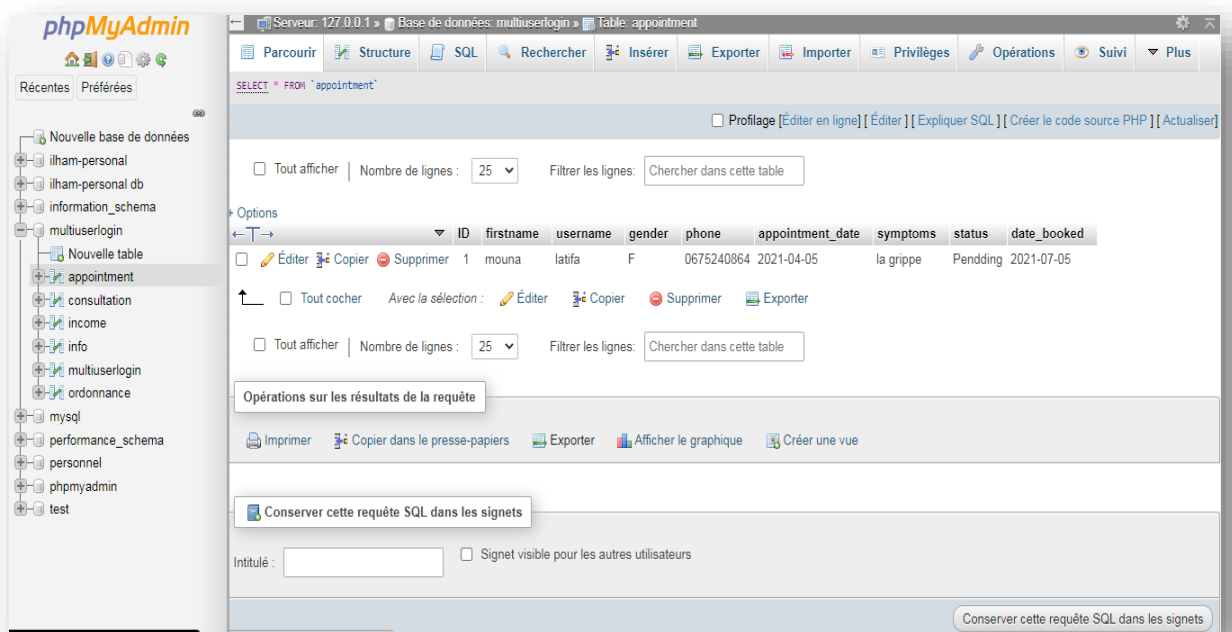 phpMyAdmin
Récentes Préférées
Nouvelle base de données
ilham-personal
ilham-personal db
information_schema
multiuserlogin
Nouvelle table
appointment
consultation
income
info
multiuserlogin
ordonnance
mysql
performance_schema
personnel
phpmyadmin
test
Serveur: 127.0.0.1 » Base de données: multiuserlogin » Table: appointment
Parcourir Structure SQL Rechercher Insérer Exporter Importer Privilèges Opérations Suivi Plus
SELECT * FROM `appointment`
Profilage [Éditer en ligne] [ Éditer ] [ Expliquer SQL ] [ Créer le code source PHP ] [ Actualiser]
Tout afficher | Nombre de lignes : 25 Filtrer les lignes: Chercher dans cette table
+ Options
←T→ ID firstname username gender phone appointment_date symptoms status date_booked
Éditer Copier Supprimer 1 mouna latifa F 0675240864 2021-04-05 la grippe Pendding 2021-07-05
Tout cocher Avec la sélection : Éditer Copier Supprimer Exporter
Tout afficher | Nombre de lignes : 25 Filtrer les lignes: Chercher dans cette table
Opérations sur les résultats de la requête
Imprimer Copier dans le presse-papiers Exporter Afficher le graphique Créer une vue
Conserver cette requête SQL dans les signets
Intitulé : Signet visible pour les autres utilisateurs
Conserver cette requête SQL dans les signets